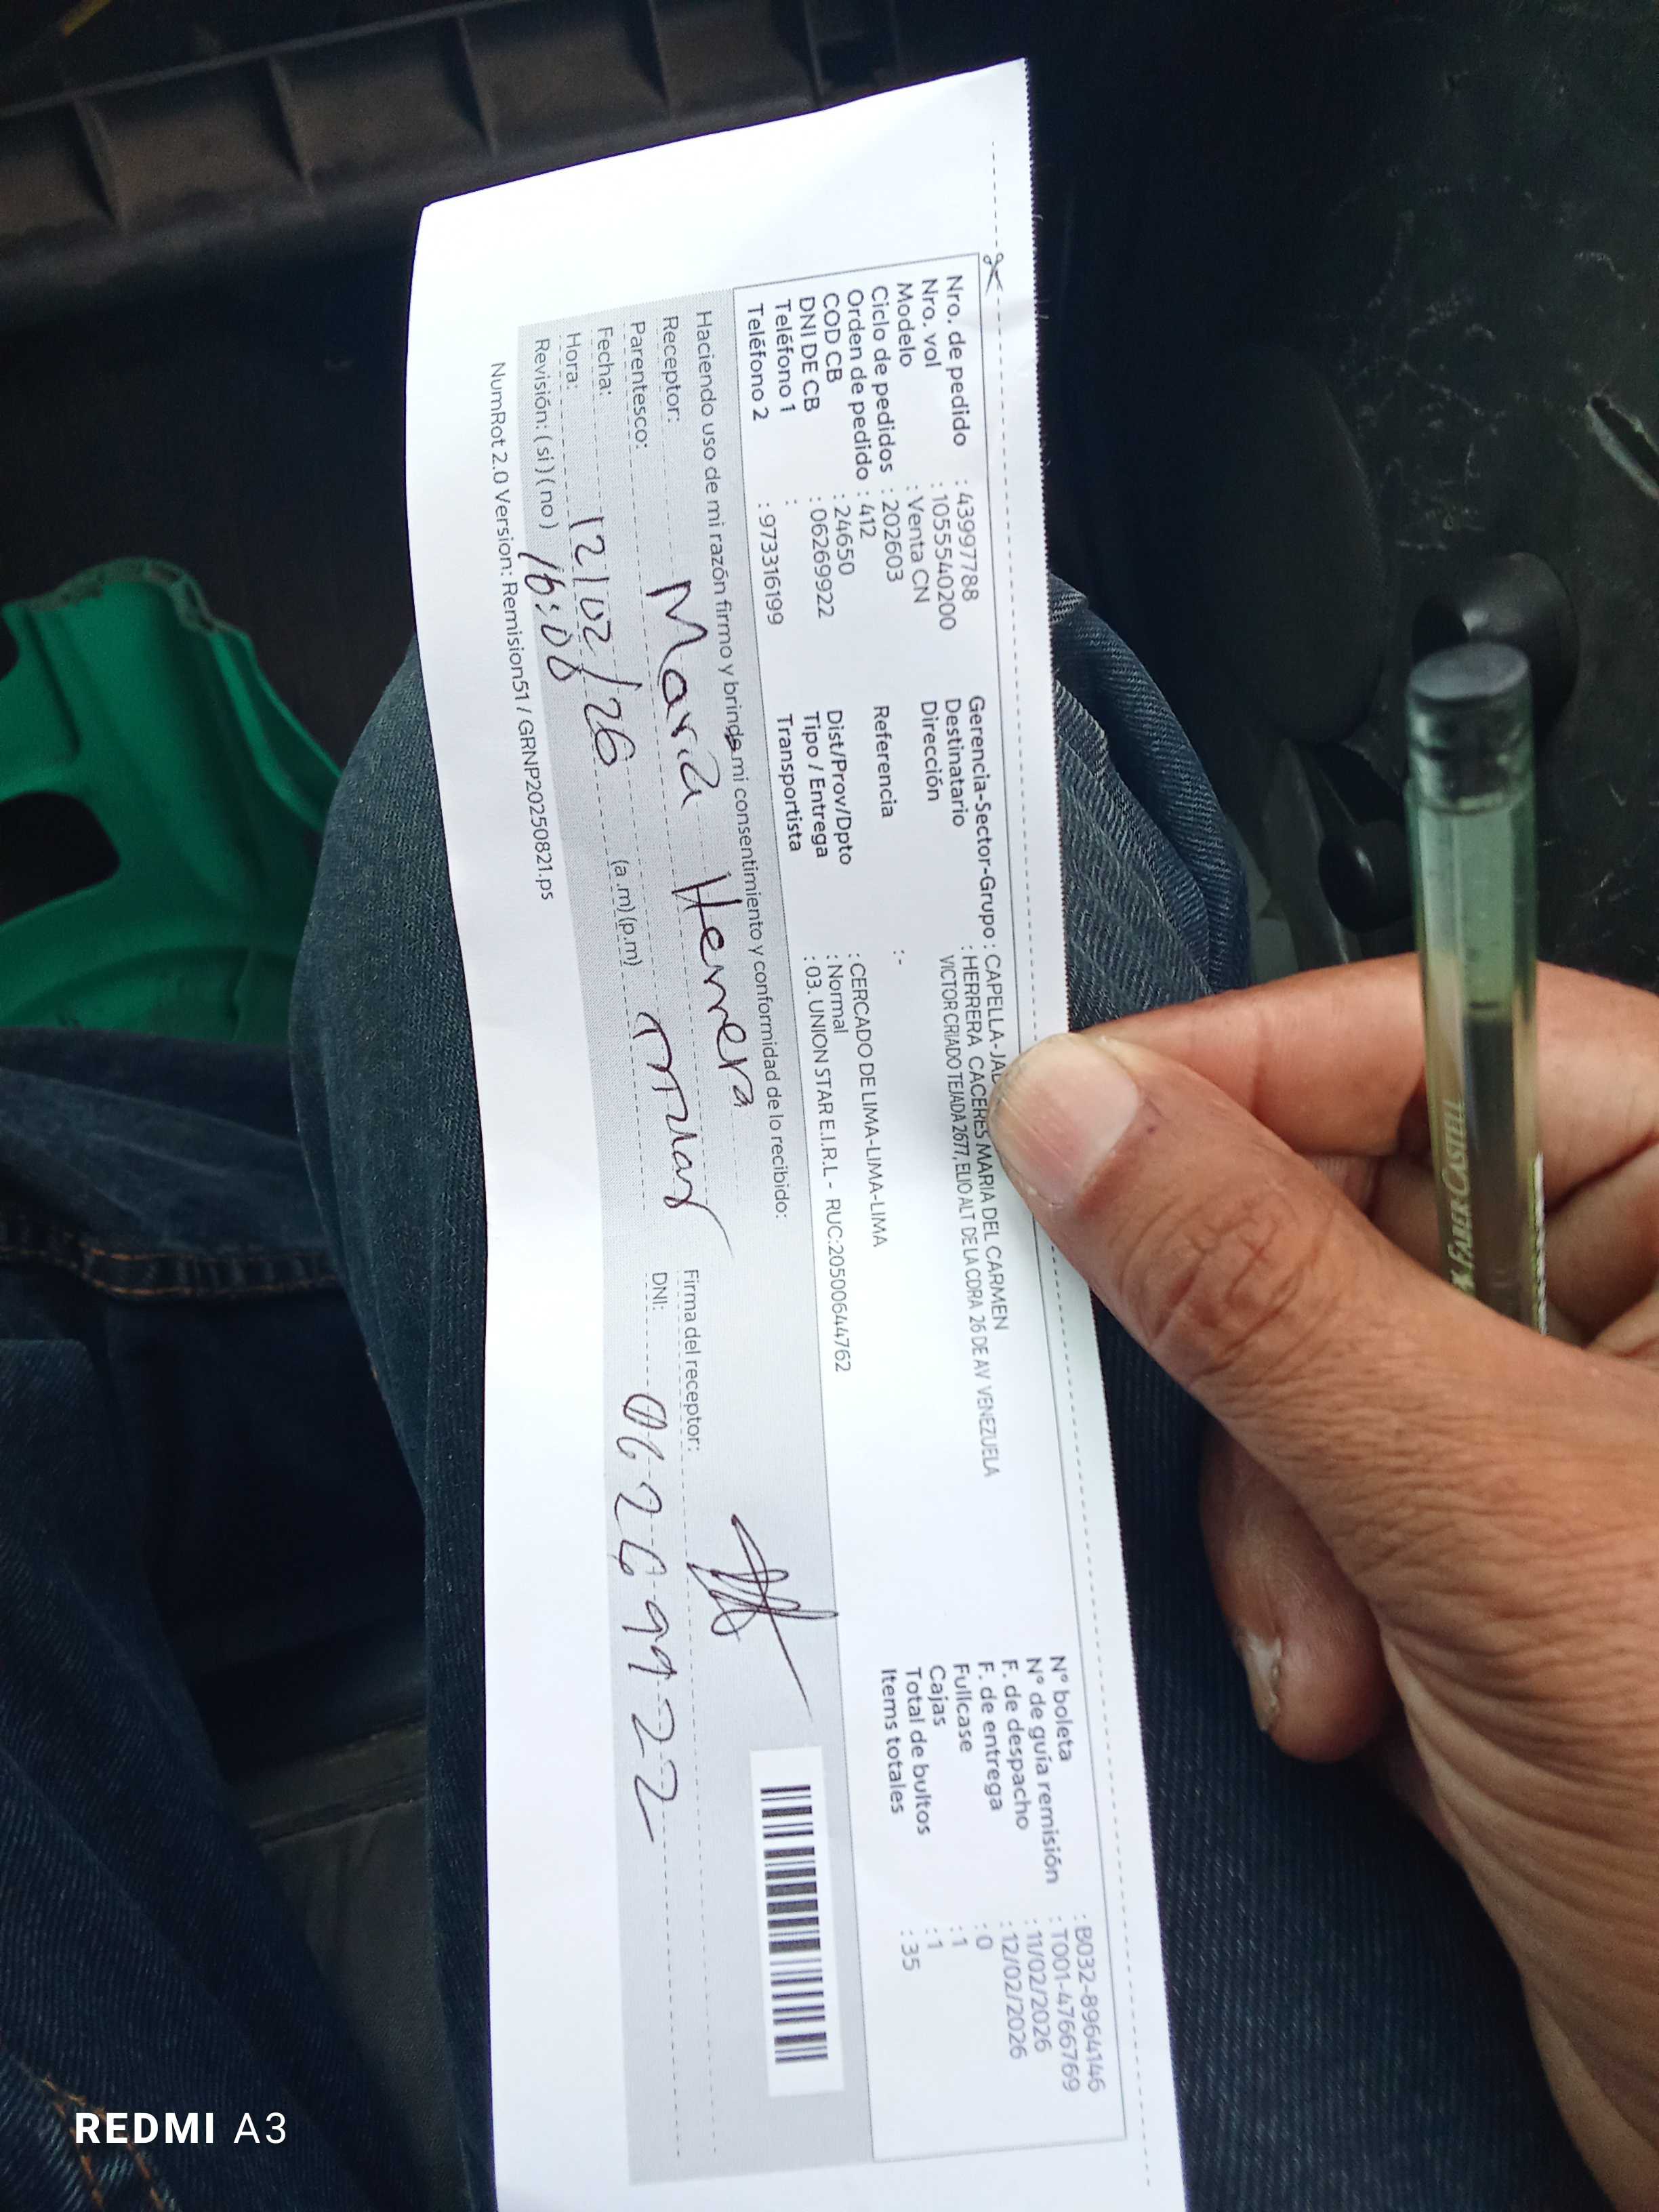 Nro. de pedido : 43997788
Nro. vol : 1055540200
Modelo : Venta CN
Ciclo de pedidos : 202603
Orden de pedido : 412
COD CB : 24650
DNI DE CB : 06269922
Teléfono 1 :
Teléfono 2 : 973316199
Gerencia-Sector-Grupo : CAPELLA-
Destinatario : HERRERA CACERES MARIA DEL CARMEN
Dirección VICTOR CRIADO TEJADA 2677, ELIO ALT DE LA CDRA 26 DE AV VENEZUELA
Referencia : -
Dist/Prov/Dpto : CERCADO DE LIMA-LIMA-LIMA
Tipo / Entrega : Normal
Transportista : 03. UNION STAR E.I.R.L - RUC:20500644762
N° boleta : B032-8964146
N° de guía remisión : T001-4766769
F. de despacho : 11/02/2026
F. de entrega : 12/02/2026
Fullcase : 0
Cajas : 1
Total de bultos : 1
Items totales : 35
Haciendo uso de mi razón firmo y brindo mi consentimiento y conformidad de lo recibido:
Receptor: Maria Herrera
Parentesco:
Fecha: 12/02/26
Hora: 16:06 (a.m) (p.m)
Revisión: ( si ) ( no )
Firma del receptor:
DNI: 06269922
NumRot 2.0 Version: Remision51 / GRNP20250821.ps
REDMI A3